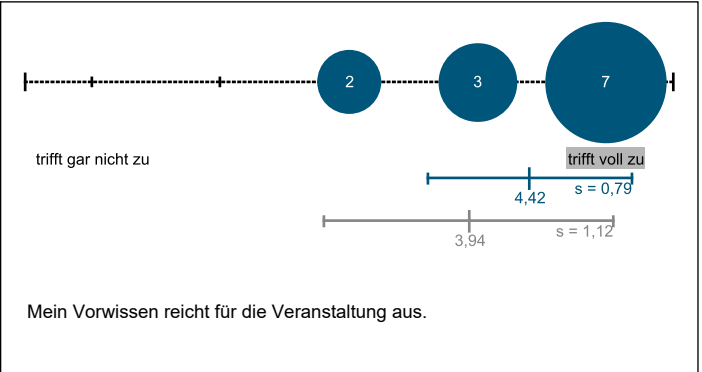 2 3 7
trifft gar nicht zu trifft voll zu
4,42 s = 0,79
3,94 s = 1,12
Mein Vorwissen reicht für die Veranstaltung aus.